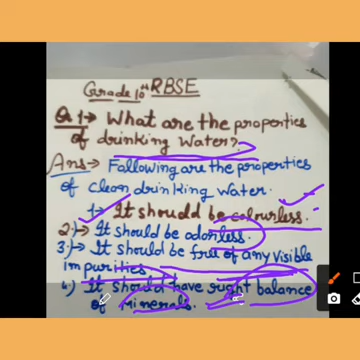 Grade 10th RBSE
Q.1→ What are the properties
of drinking Water?
Ans→ Following are the properties
of clean drinking water.
1→ It should be colourless.
2.)→ It should be odorless.
3.)→ It should be free of any visible
impurities
4.) It should have right balance
of minerals.